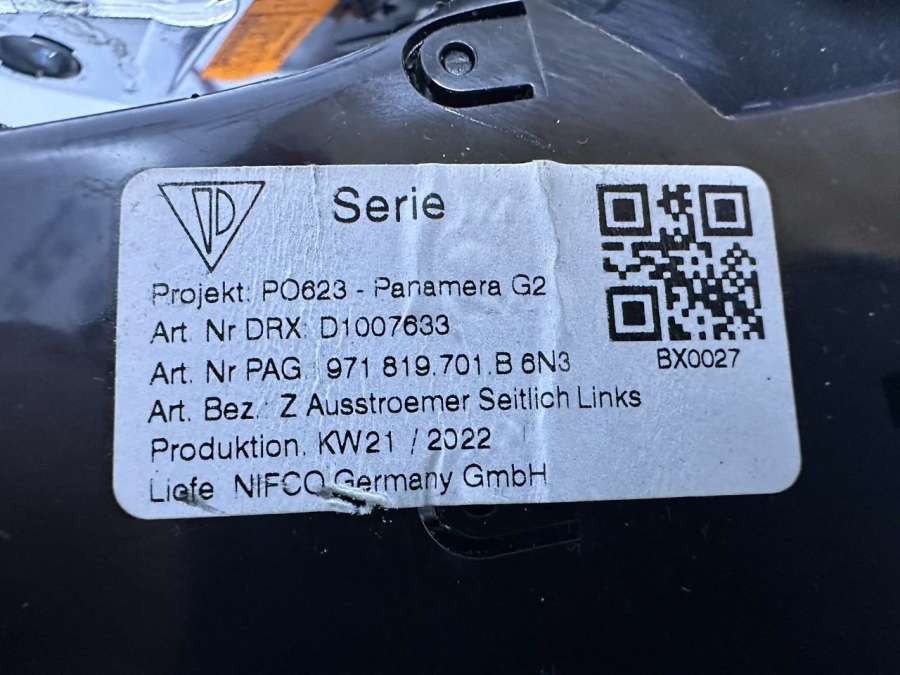 Serie
Projekt: PO623 - Panamera G2
Art. Nr DRX: D1007633
Art. Nr PAG: 971 819.701.B 6N3
Art. Bez.: Z Ausstroemer Seitlich Links
Produktion: KW21 / 2022
Liefe NIFCO Germany GmbH
BX0027